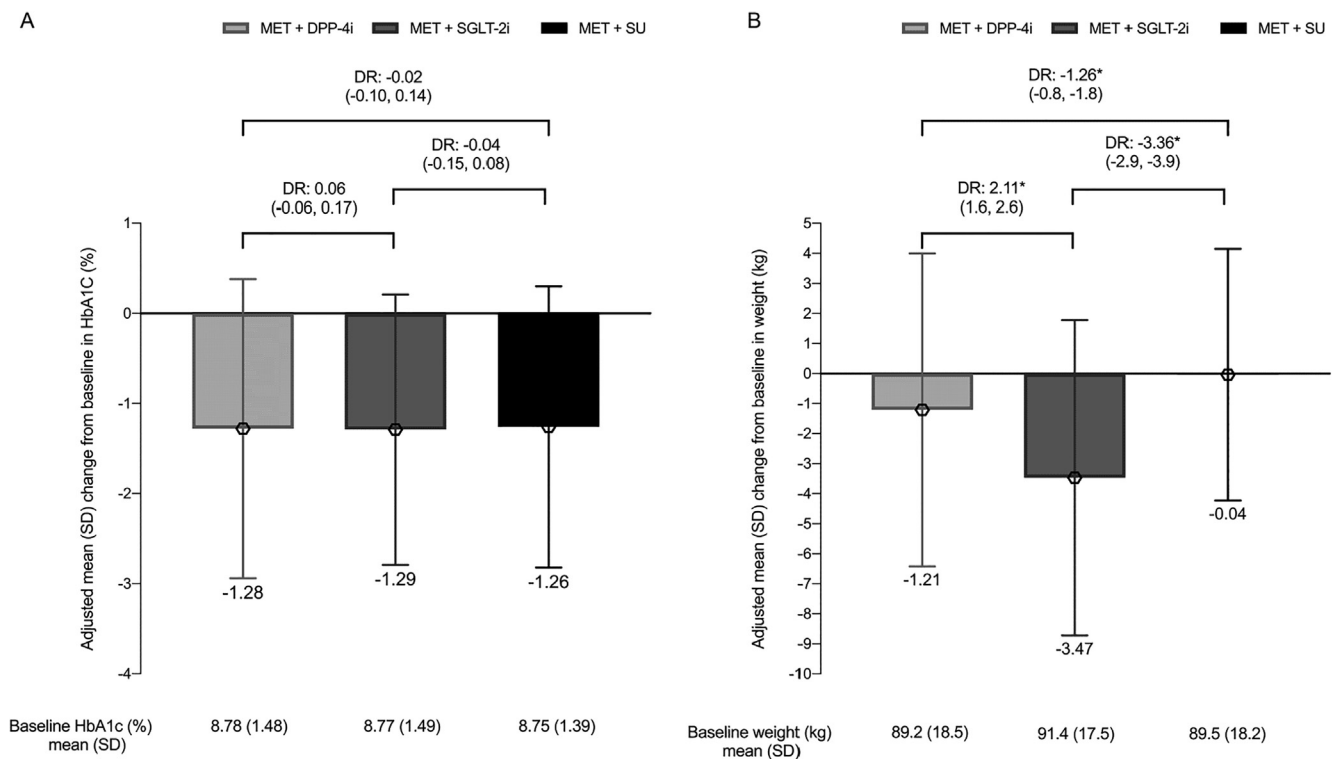 A
MET + DPP-4i MET + SGLT-2i MET + SU
DR: -0.02
(-0.10, 0.14)
DR: -0.04
(-0.15, 0.08)
DR: 0.06
(-0.06, 0.17)
Adjusted mean (SD) change from baseline in HbA1C (%)
1
0
-1
-2
-3
-4
-1.28
-1.29
-1.26
Baseline HbA1c (%) 8.78 (1.48) 8.77 (1.49) 8.75 (1.39)
mean (SD)
B
MET + DPP-4i MET + SGLT-2i MET + SU
DR: -1.26*
(-0.8, -1.8)
DR: -3.36*
(-2.9, -3.9)
DR: 2.11*
(1.6, 2.6)
Adjusted mean (SD) change from baseline in weight (kg)
5
4
3
2
1
0
-1
-2
-3
-4
-5
-6
-7
-8
-9
-10
-1.21
-3.47
-0.04
Baseline weight (kg) 89.2 (18.5) 91.4 (17.5) 89.5 (18.2)
mean (SD)